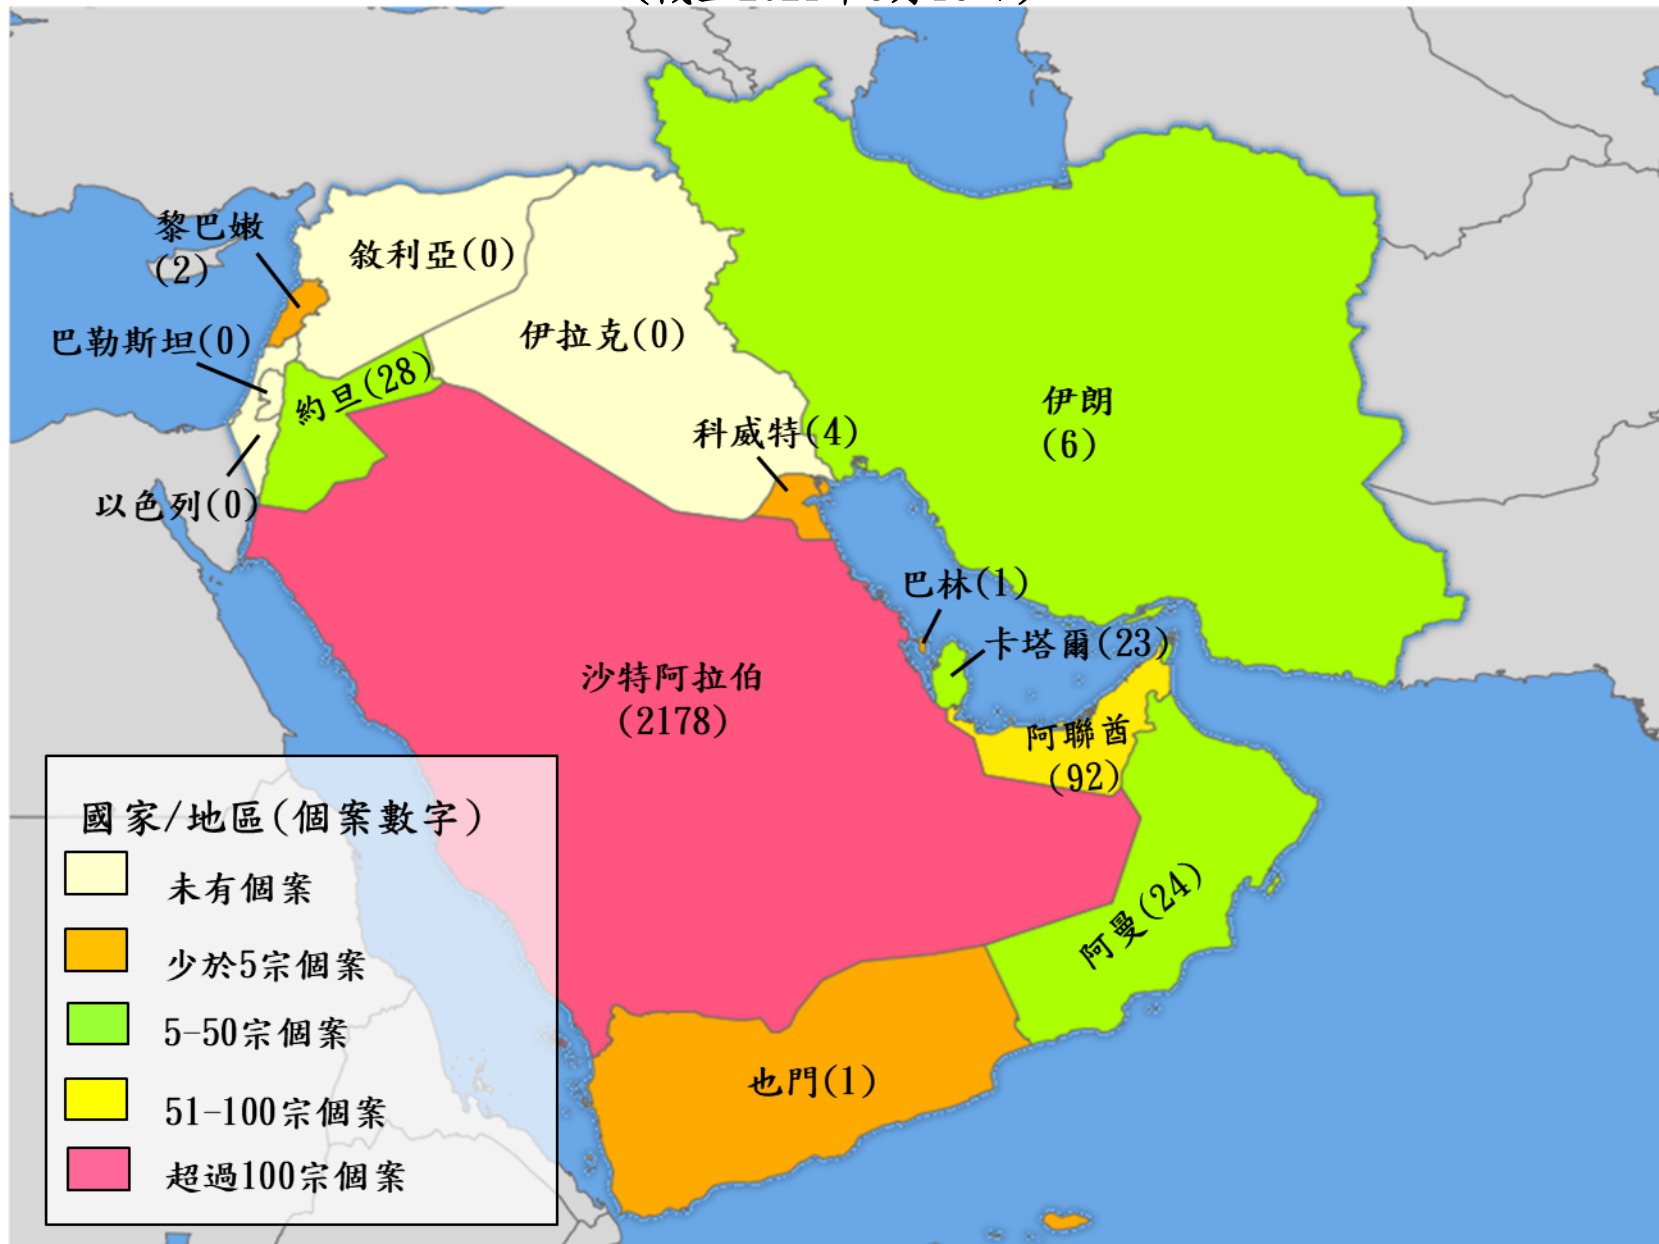 黎巴嫩
(2)
敘利亞(0)
巴勒斯坦(0)
伊拉克(0)
約旦(28)
伊朗
(6)
科威特(4)
以色列(0)
巴林(1)
卡塔爾(23)
沙特阿拉伯
(2178)
阿聯酋
(92)
阿曼(24)
也門(1)
國家/地區(個案數字)
未有個案
少於5宗個案
5-50宗個案
51-100宗個案
超過100宗個案